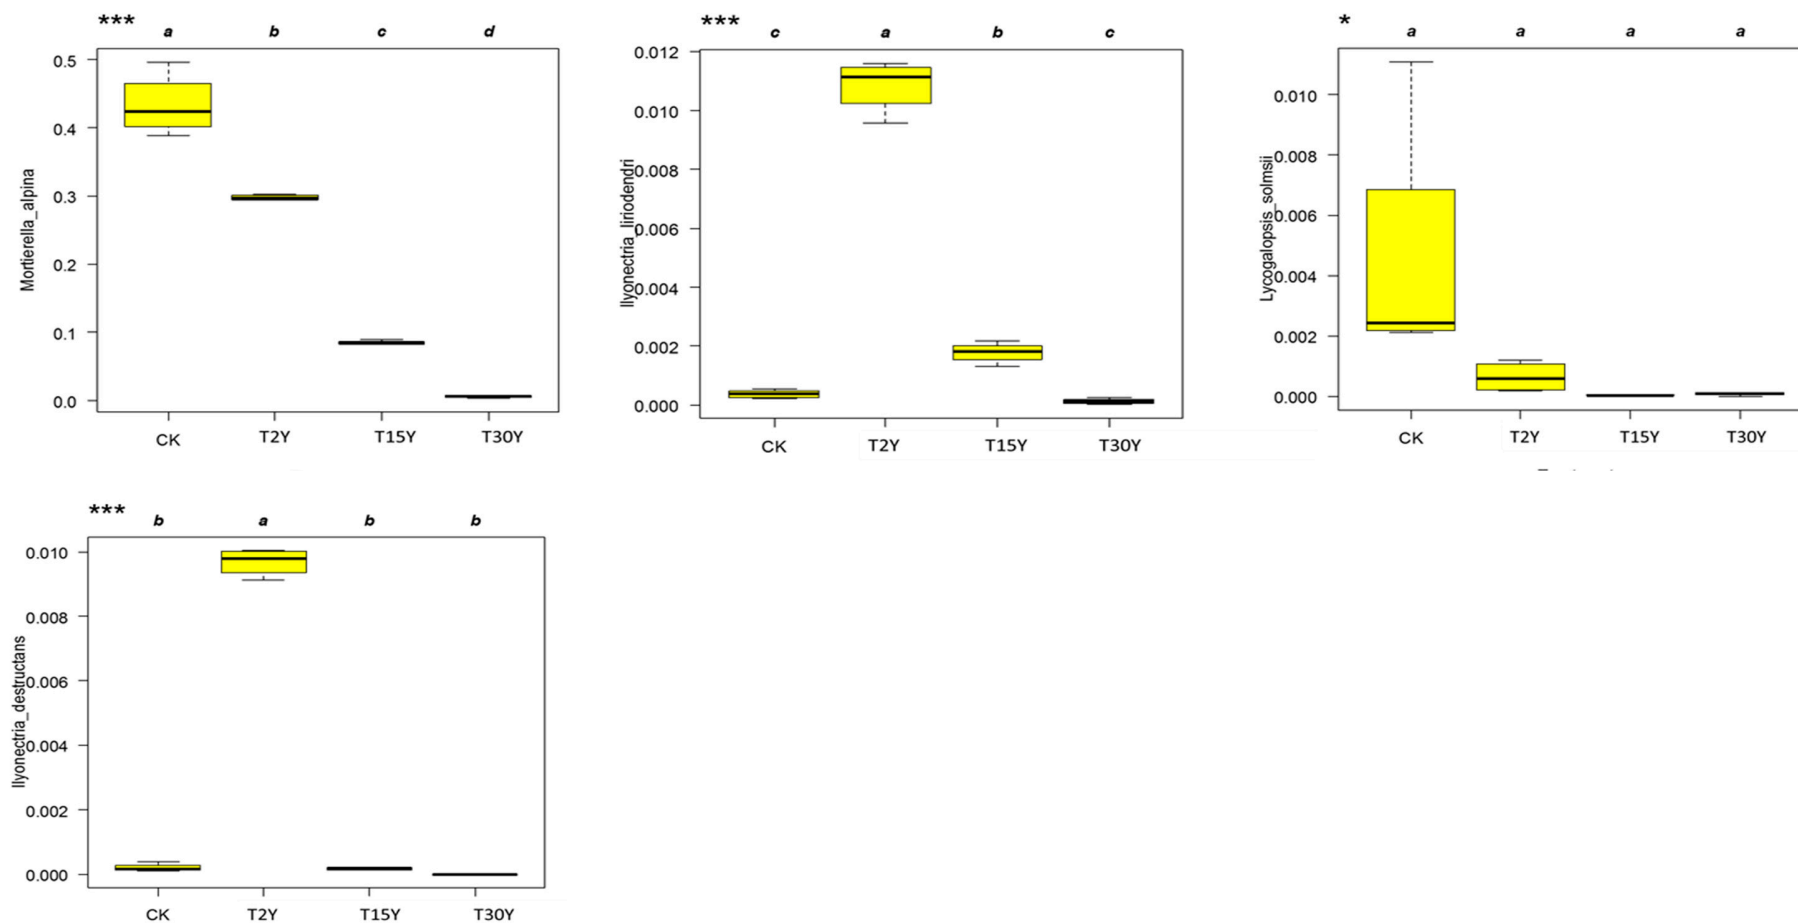 *** a b c d
Mortierella_alpina
0.5
0.4
0.3
0.2
0.1
0.0
CK T2Y T15Y T30Y
*** c a b c
Ilyonectria_liriodendri
0.012
0.010
0.008
0.006
0.004
0.002
0.000
CK T2Y T15Y T30Y
* a a a a
Lycogalopsis_solmsii
0.010
0.008
0.006
0.004
0.002
0.000
CK T2Y T15Y T30Y
*** b a b b
Ilyonectria_destructans
0.010
0.008
0.006
0.004
0.002
0.000
CK T2Y T15Y T30Y